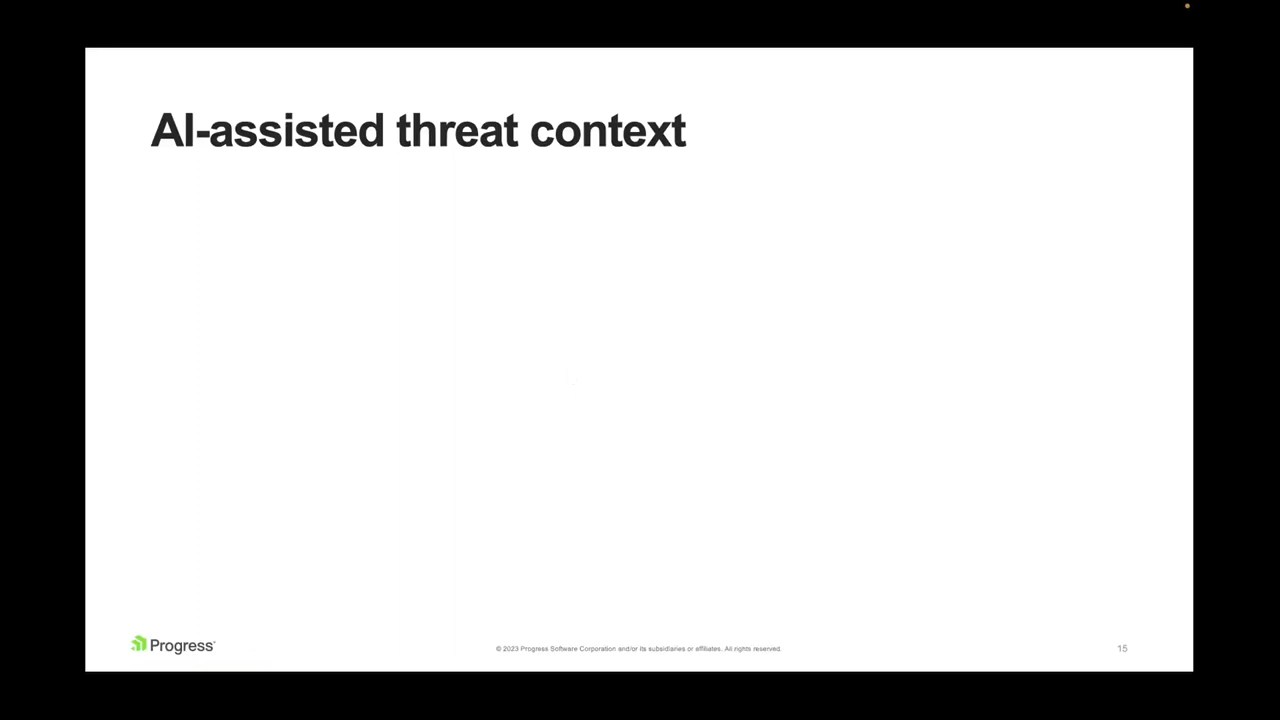 AI-assisted threat context
Progress
© 2023 Progress Software Corporation and/or its subsidiaries or affiliates. All rights reserved.
15